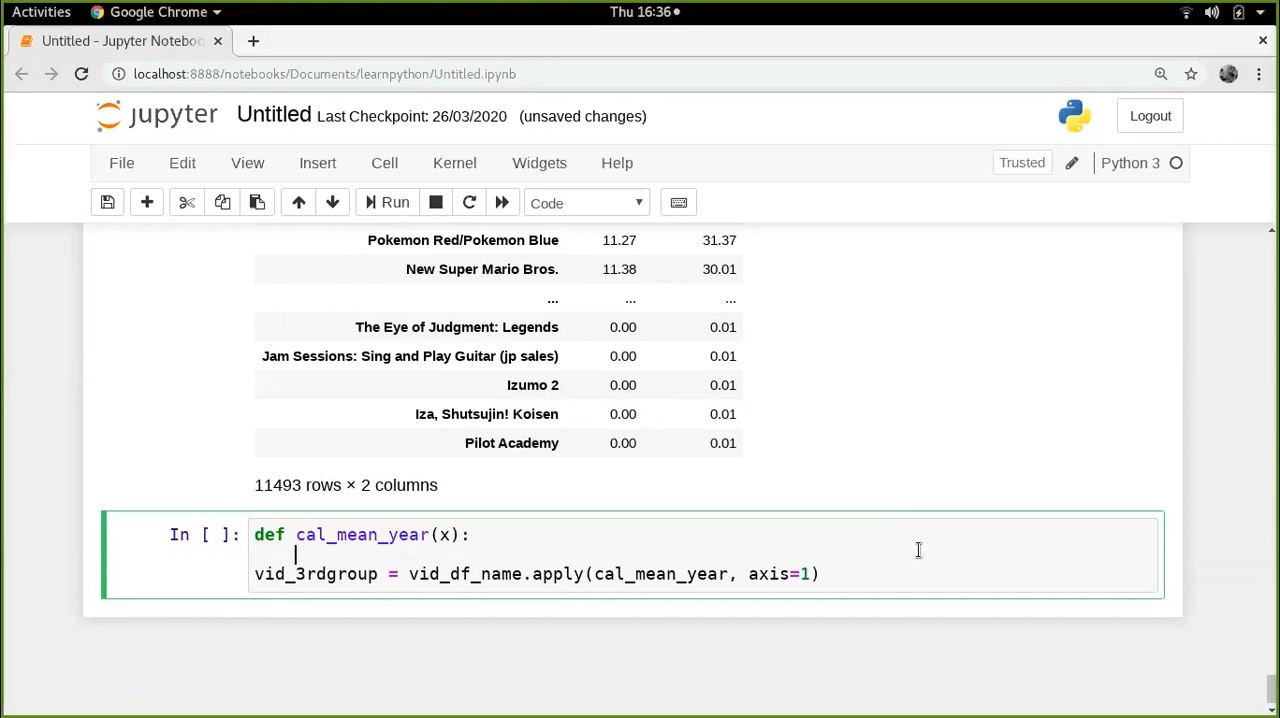 Activities Google Chrome Thu 16:36
Untitled - Jupyter Noteboo
localhost:8888/notebooks/Documents/learnpython/Untitled.ipynb
jupyter Untitled Last Checkpoint: 26/03/2020 (unsaved changes) Logout
File Edit View Insert Cell Kernel Widgets Help Trusted Python 3
Run Code
Pokemon Red/Pokemon Blue 11.27 31.37
New Super Mario Bros. 11.38 30.01
... ... ...
The Eye of Judgment: Legends 0.00 0.01
Jam Sessions: Sing and Play Guitar (jp sales) 0.00 0.01
Izumo 2 0.00 0.01
Iza, Shutsujin! Koisen 0.00 0.01
Pilot Academy 0.00 0.01
11493 rows × 2 columns
In [ ]: def cal_mean_year(x):
vid_3rdgroup = vid_df_name.apply(cal_mean_year, axis=1)